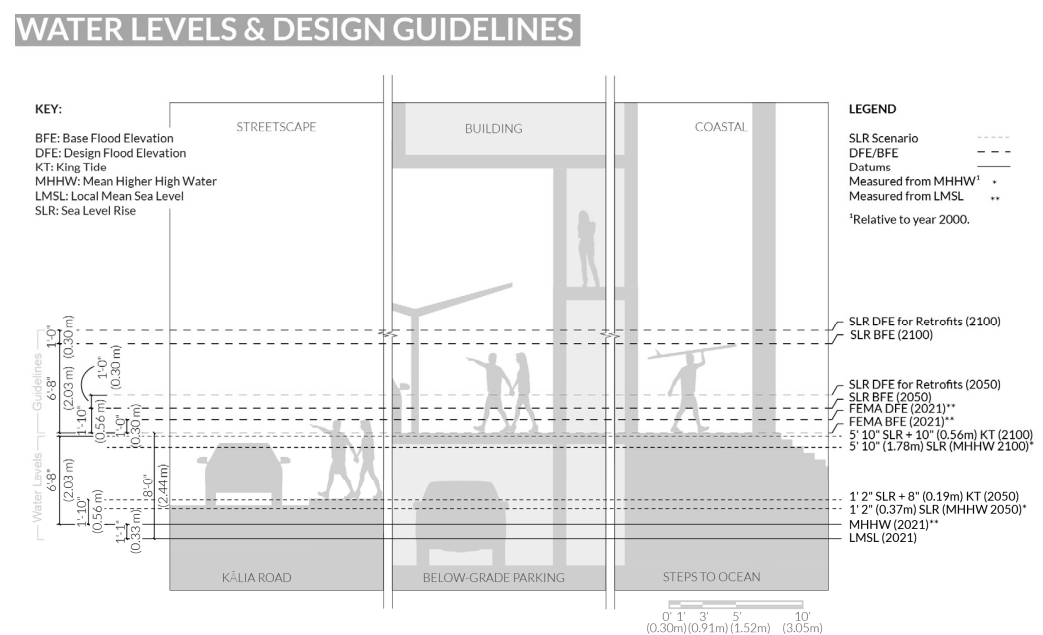 WATER LEVELS & DESIGN GUIDELINES
KEY:
BFE: Base Flood Elevation
DFE: Design Flood Elevation
KT: King Tide
MHHW: Mean Higher High Water
LMSL: Local Mean Sea Level
SLR: Sea Level Rise
STREETSCAPE
BUILDING
COASTAL
LEGEND
SLR Scenario
DFE/BFE
Datums
Measured from MHHW¹ *
Measured from LMSL **
¹Relative to year 2000.
SLR DFE for Retrofits (2100)
SLR BFE (2100)
SLR DFE for Retrofits (2050)
SLR BFE (2050)
FEMA DFE (2021)**
FEMA BFE (2021)**
5' 10" SLR + 10" (0.56m) KT (2100)
5' 10" (1.78m) SLR (MHHW 2100)*
1' 2" SLR + 8" (0.19m) KT (2050)
1' 2" (0.37m) SLR (MHHW 2050)*
MHHW (2021)**
LMSL (2021)
Guidelines
1'-0"
(0.30 m)
6'-8"
(2.03 m)
1'-0"
(0.30 m)
1'-10"
(0.56 m)
1'-0"
(0.30 m)
Water Levels
6'-8"
(2.03 m)
1'-10"
(0.56 m)
1'-1"
(0.33 m)
8'-0"
(2.44 m)
KĀLIA ROAD
BELOW-GRADE PARKING
STEPS TO OCEAN
0' 1' 3' 5' 10'
(0.30m) (0.91m) (1.52m) (3.05m)